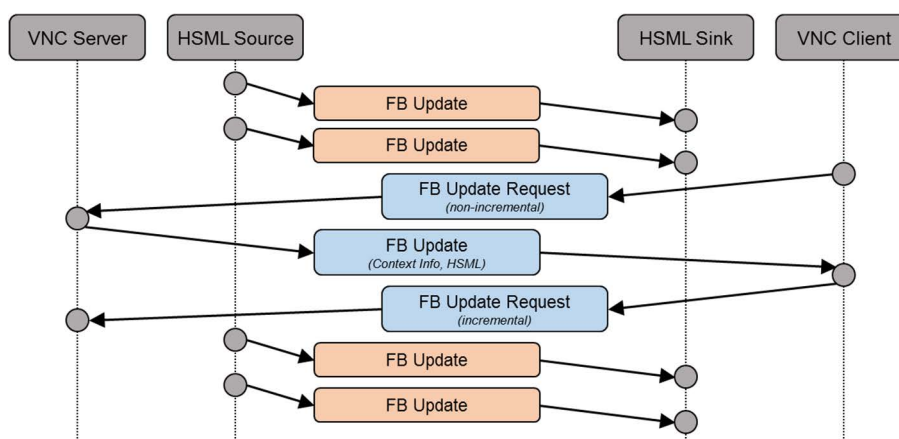 VNC Server
HSML Source
HSML Sink
VNC Client
FB Update
FB Update
FB Update Request
(non-incremental)
FB Update
(Context Info, HSML)
FB Update Request
(incremental)
FB Update
FB Update